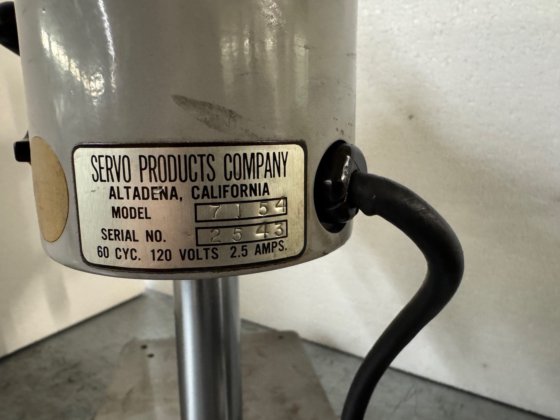 SERVO PRODUCTS COMPANY
ALTADENA, CALIFORNIA
MODEL 7154
SERIAL NO. 2543
60 CYC. 120 VOLTS 2.5 AMPS.